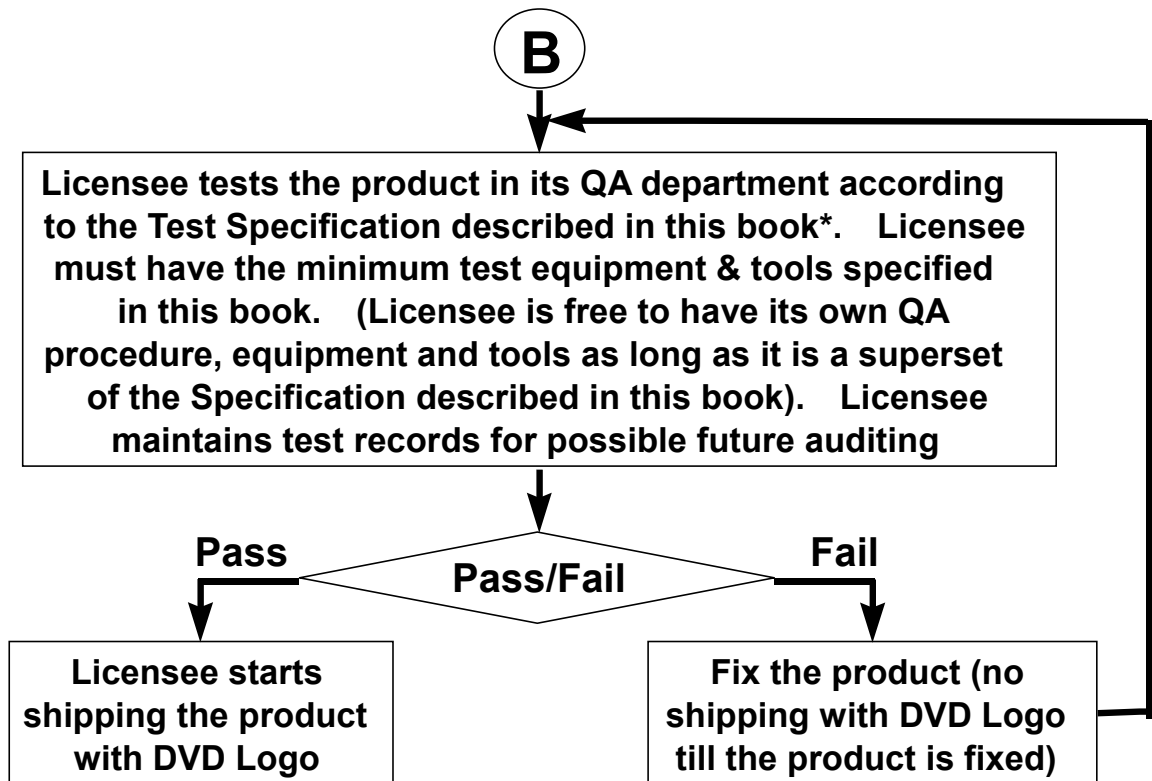 B
Licensee tests the product in its QA department according
to the Test Specification described in this book*. Licensee
must have the minimum test equipment & tools specified
in this book. (Licensee is free to have its own QA
procedure, equipment and tools as long as it is a superset
of the Specification described in this book). Licensee
maintains test records for possible future auditing
Pass
Fail
Pass/Fail
Licensee starts
shipping the product
with DVD Logo
Fix the product (no
shipping with DVD Logo
till the product is fixed)